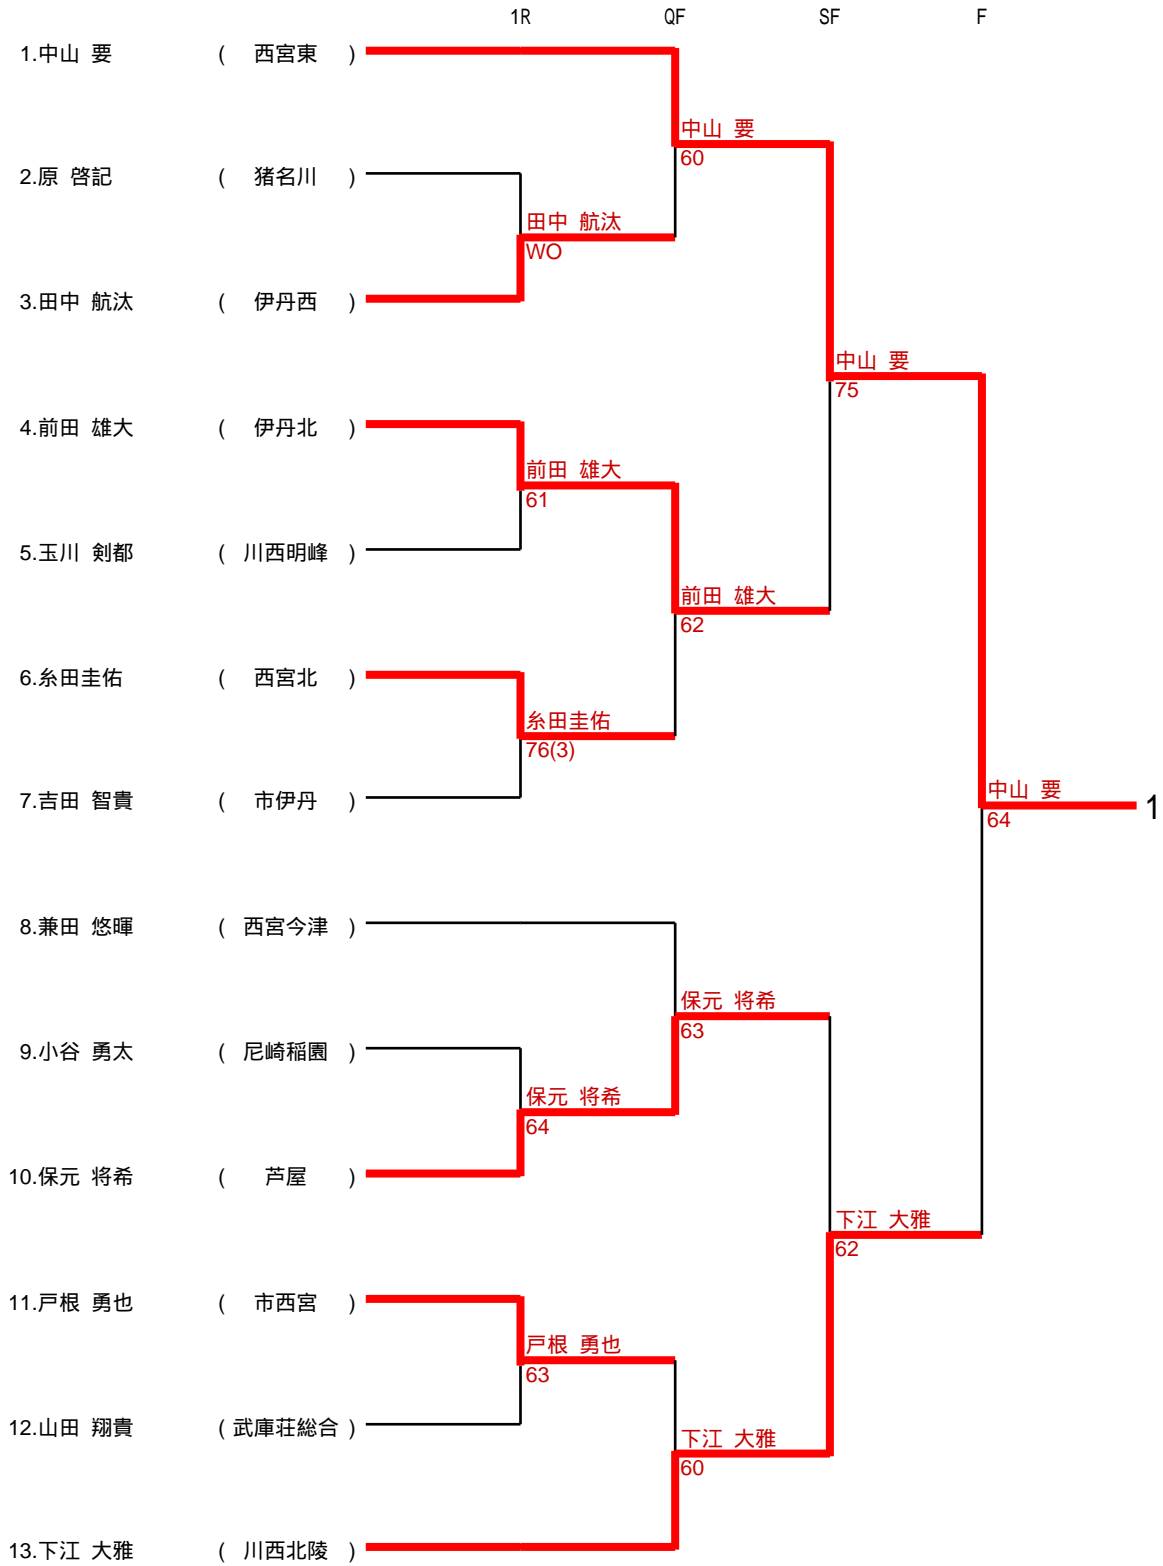 1R QF SF F
1.中山 要 ( 西宮東 )
中山 要
60
2.原 啓記 ( 猪名川 )
田中 航汰
WO
3.田中 航汰 ( 伊丹西 )
中山 要
75
4.前田 雄大 ( 伊丹北 )
前田 雄大
61
5.玉川 剣都 ( 川西明峰 )
前田 雄大
62
6.糸田圭佑 ( 西宮北 )
糸田圭佑
76(3)
7.吉田 智貴 ( 市伊丹 )
中山 要
64
1
8.兼田 悠暉 ( 西宮今津 )
保元 将希
63
9.小谷 勇太 ( 尼崎稲園 )
保元 将希
64
10.保元 将希 ( 芦屋 )
下江 大雅
62
11.戸根 勇也 ( 市西宮 )
戸根 勇也
63
12.山田 翔貴 ( 武庫荘総合 )
下江 大雅
60
13.下江 大雅 ( 川西北陵 )